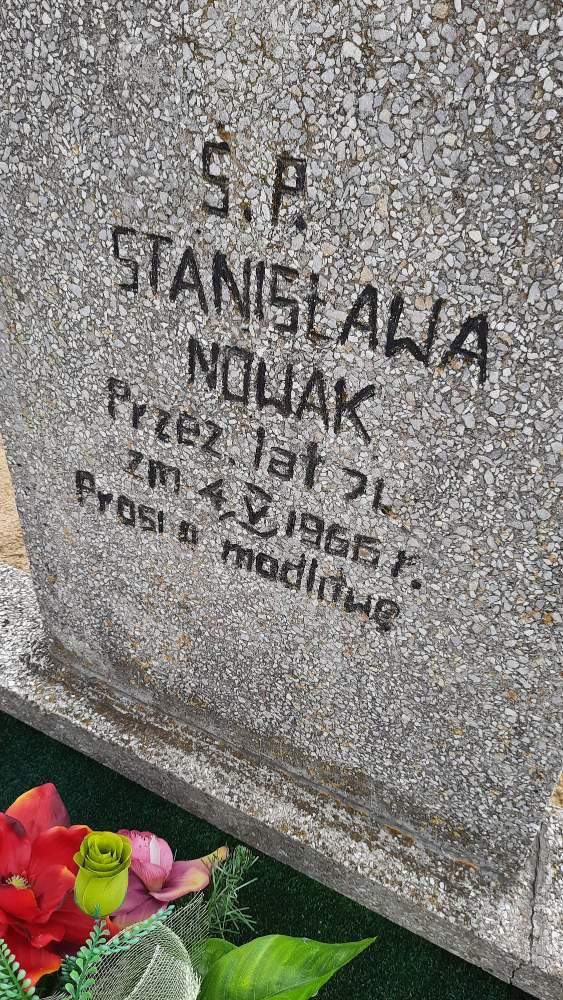 Ś. P.
STANISŁAWA
NOWAK
Przeż. lat 71
zm 4.V.1966 r.
Prosi o modlitwę